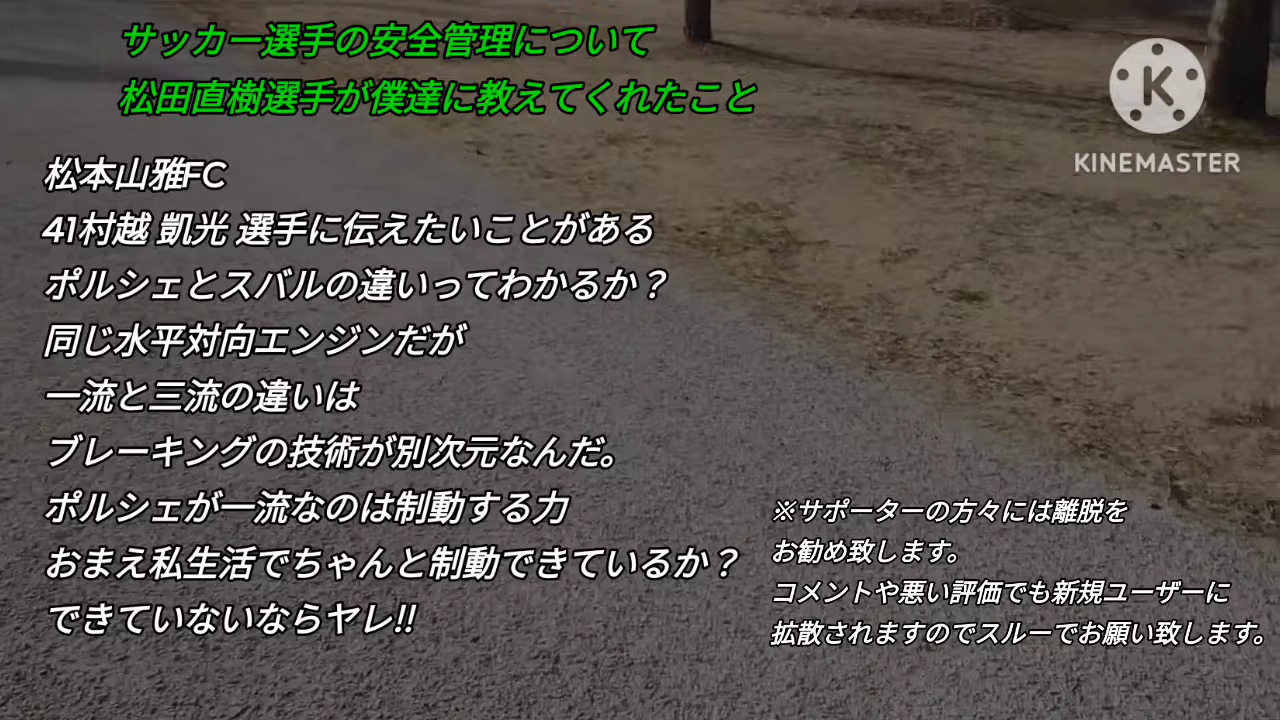 サッカー選手の安全管理について
松田直樹選手が僕達に教えてくれたこと
KINEMASTER
松本山雅FC
41村越 凱光 選手に伝えたいことがある
ポルシェとスバルの違いってわかるか？
同じ水平対向エンジンだが
一流と三流の違いは
ブレーキングの技術が別次元なんだ。
ポルシェが一流なのは制動する力
おまえ私生活でちゃんと制動できているか？
できていないならヤレ!!
※サポーターの方々には離脱を
お勧め致します。
コメントや悪い評価でも新規ユーザーに
拡散されますのでスルーでお願い致します。